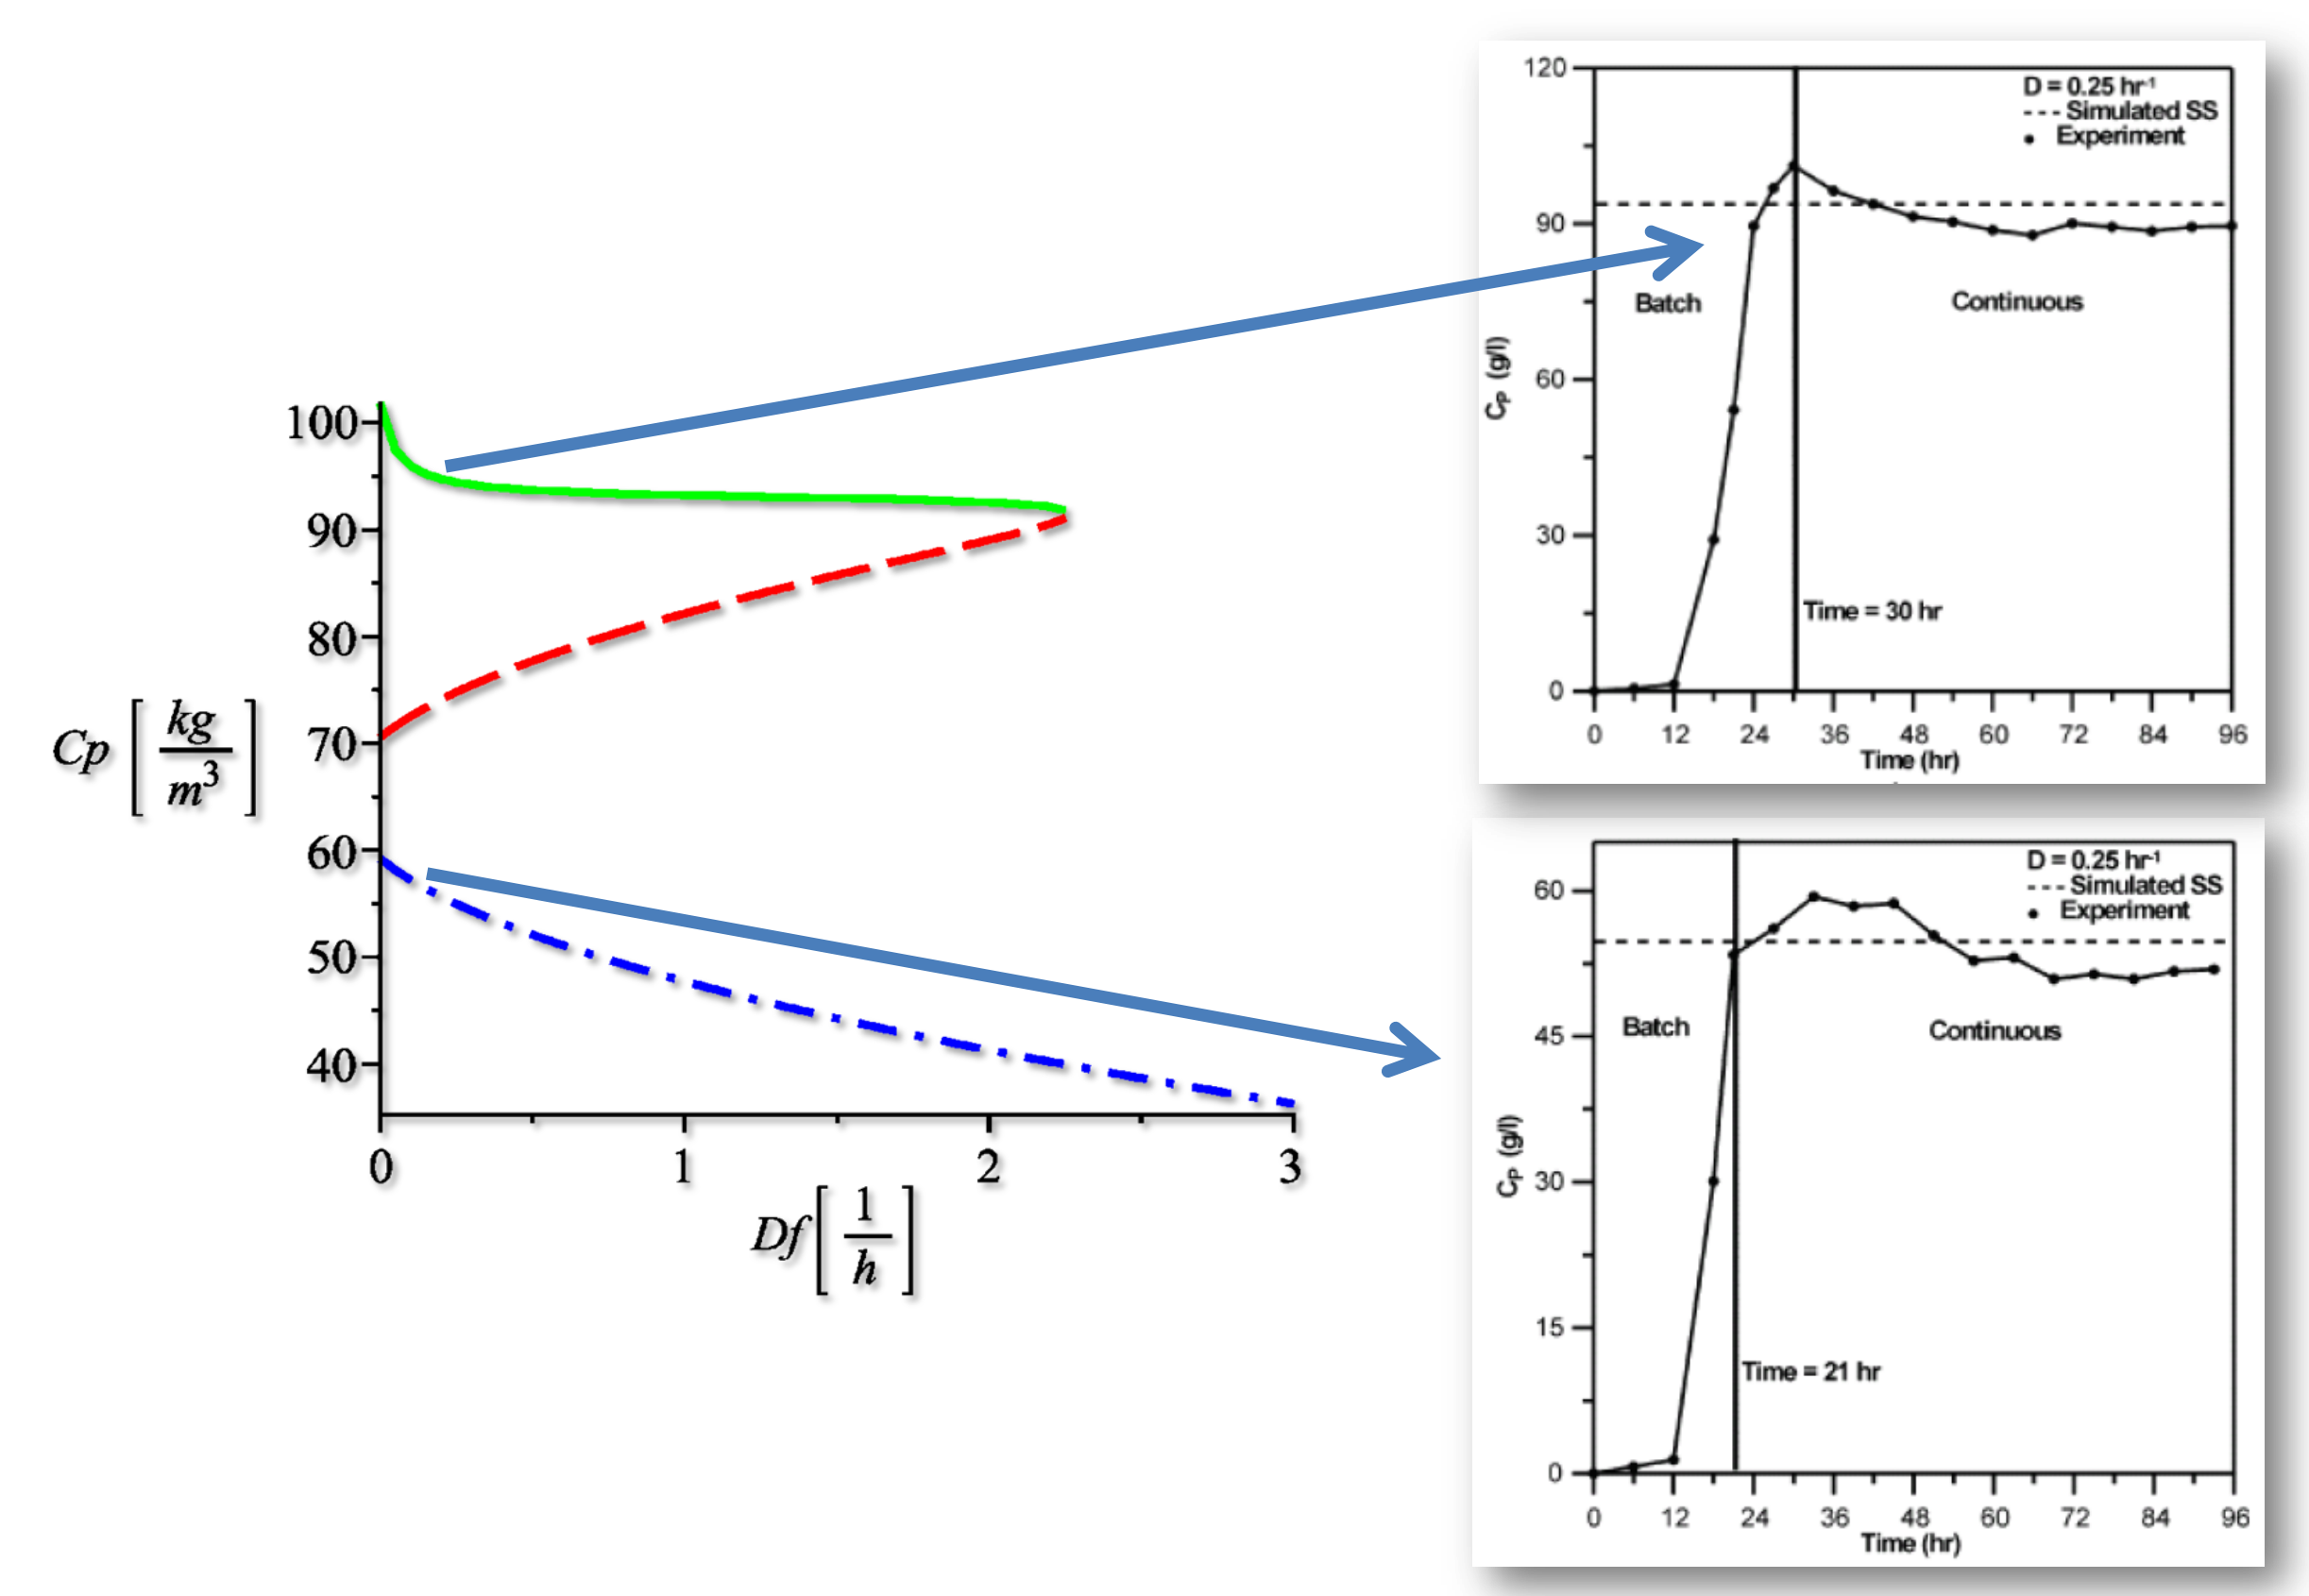 100
90
80
70
60
50
40
Cp [ kg / m³ ]
0 1 2 3
Df [ 1 / h ]
120
90
60
30
0
C_P (g/l)
D = 0.25 hr⁻¹
--- Simulated SS
• Experiment
Batch
Continuous
Time = 30 hr
0 12 24 36 48 60 72 84 96
Time (hr)
60
45
30
15
0
C_P (g/l)
D = 0.25 hr⁻¹
--- Simulated SS
• Experiment
Batch
Continuous
Time = 21 hr
0 12 24 36 48 60 72 84 96
Time (hr)